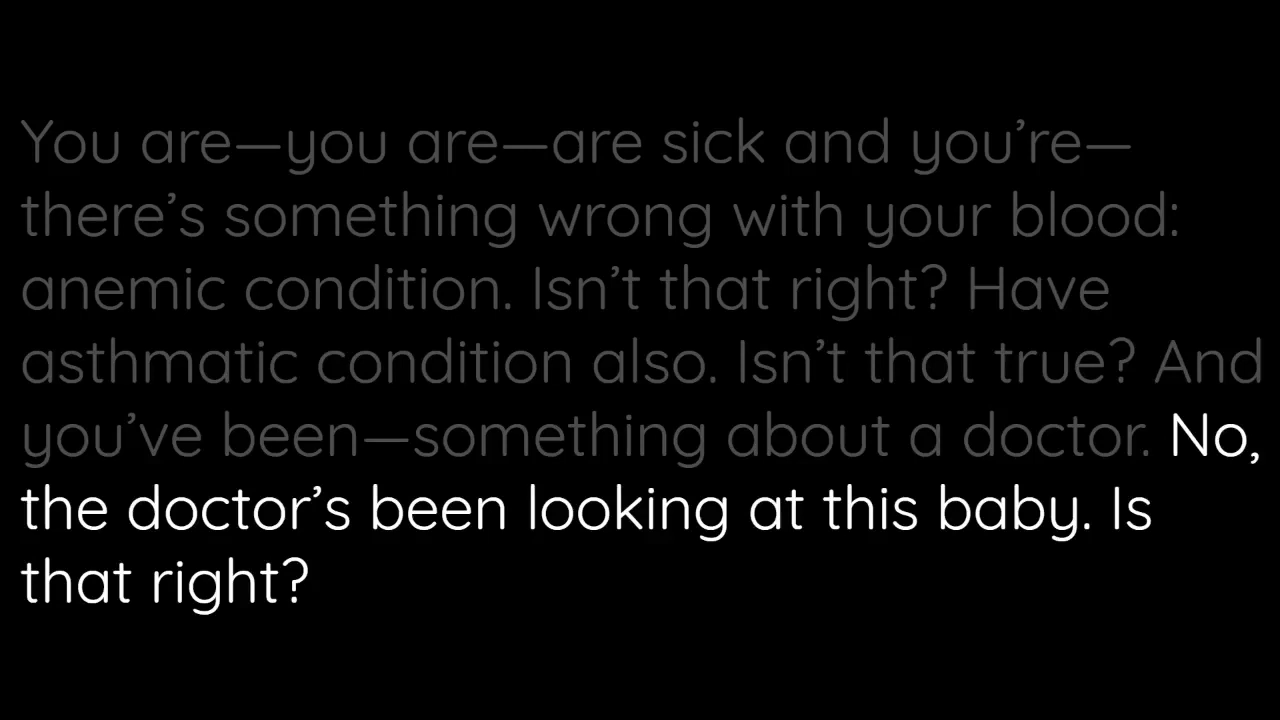 You are—you are—are sick and you’re—
there’s something wrong with your blood:
anemic condition. Isn’t that right? Have
asthmatic condition also. Isn’t that true? And
you’ve been—something about a doctor. No,
the doctor’s been looking at this baby. Is
that right?